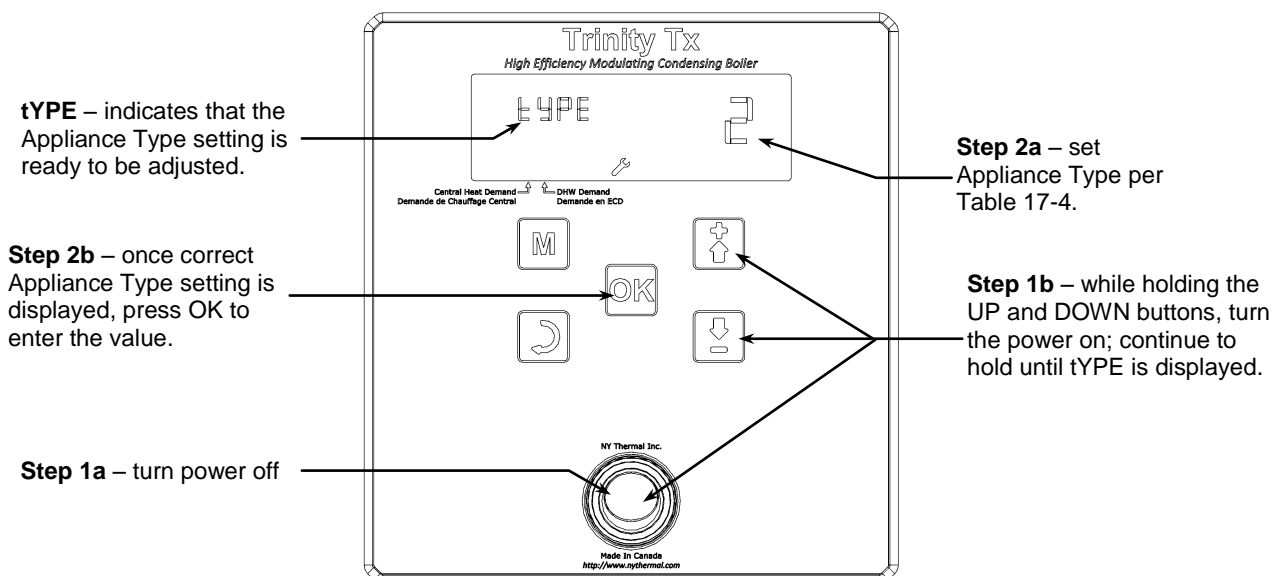 Trinity Tx
High Efficiency Modulating Condensing Boiler
tYPE 2
Central Heat Demand
Demande de Chauffage Central
DHW Demand
Demande en ECD
tYPE – indicates that the
Appliance Type setting is
ready to be adjusted.
Step 2a – set
Appliance Type per
Table 17-4.
M
OK
Step 2b – once correct
Appliance Type setting is
displayed, press OK to
enter the value.
Step 1b – while holding the
UP and DOWN buttons, turn
the power on; continue to
hold until tYPE is displayed.
Step 1a – turn power off
NY Thermal Inc.
Made In Canada
http://www.nythermal.com